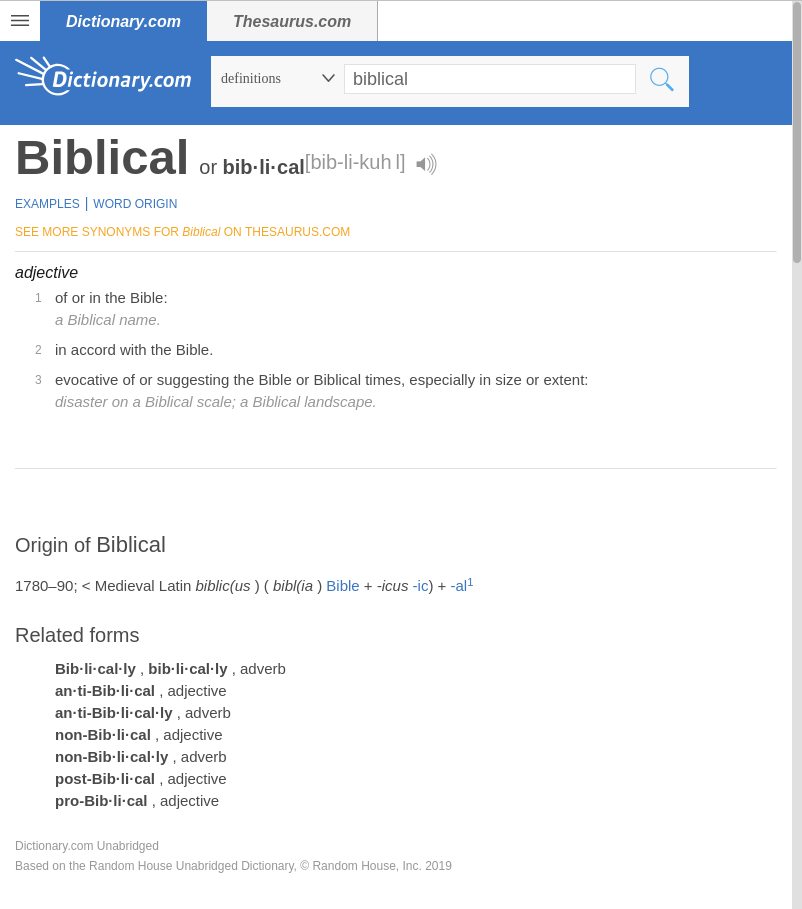 Dictionary.com Thesaurus.com
Dictionary.com definitions biblical
Biblical or bib·li·cal[bib-li-kuh l]
EXAMPLES | WORD ORIGIN
SEE MORE SYNONYMS FOR Biblical ON THESAURUS.COM
adjective
1 of or in the Bible:
a Biblical name.
2 in accord with the Bible.
3 evocative of or suggesting the Bible or Biblical times, especially in size or extent:
disaster on a Biblical scale; a Biblical landscape.
Origin of Biblical
1780–90; < Medieval Latin biblic(us ) ( bibl(ia ) Bible + -icus -ic) + -al1
Related forms
Bib·li·cal·ly , bib·li·cal·ly , adverb
an·ti-Bib·li·cal , adjective
an·ti-Bib·li·cal·ly , adverb
non-Bib·li·cal , adjective
non-Bib·li·cal·ly , adverb
post-Bib·li·cal , adjective
pro-Bib·li·cal , adjective
Dictionary.com Unabridged
Based on the Random House Unabridged Dictionary, © Random House, Inc. 2019